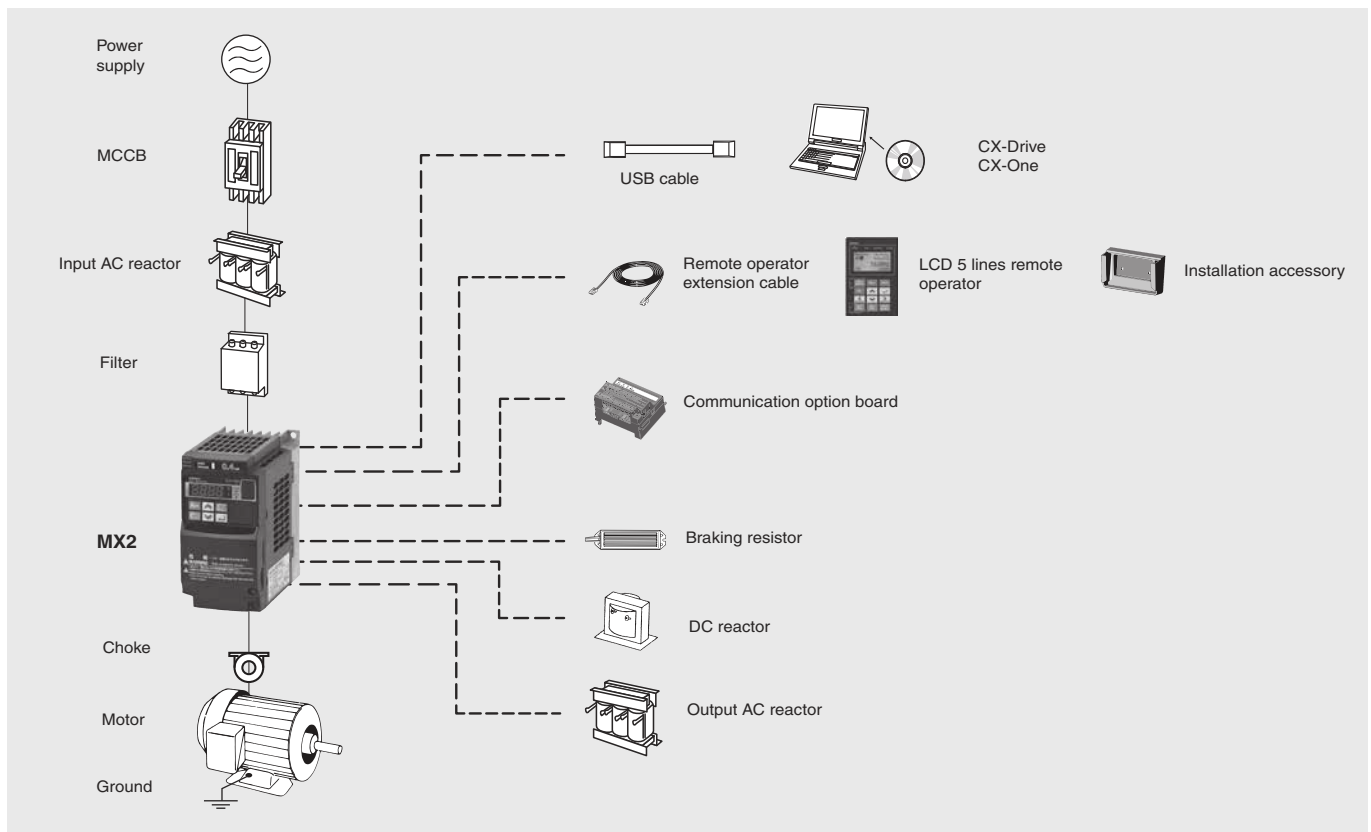 Power
supply
MCCB
USB cable
CX-Drive
CX-One
Input AC reactor
Remote operator
extension cable
LCD 5 lines remote
operator
Installation accessory
Filter
Communication option board
0.4
MX2
Braking resistor
DC reactor
Choke
Motor
Output AC reactor
Ground